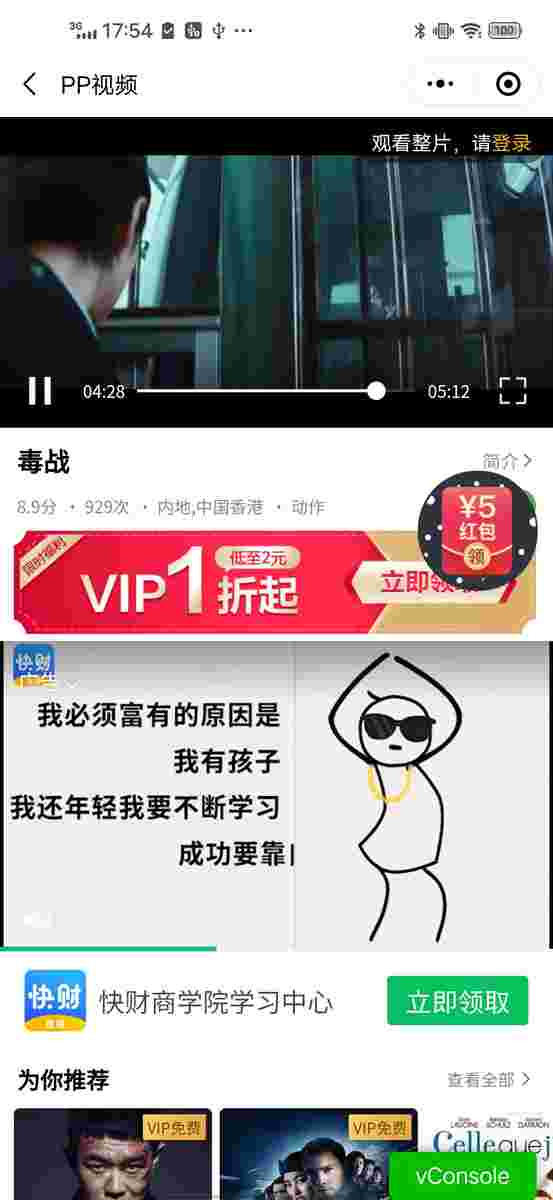 3G 17:54 100
PP视频
观看整片，请登录
04:28 05:12
毒战
简介
8.9分 · 929次 · 内地,中国香港 · 动作
¥5
红包
领
限时福利
VIP1折起
低至2元
立即领取
快财
广告
我必须富有的原因是
我有孩子
我还年轻我要不断学习
成功要靠
快财
快财商学院学习中心
立即领取
为你推荐
查看全部
VIP免费
VIP免费
vConsole